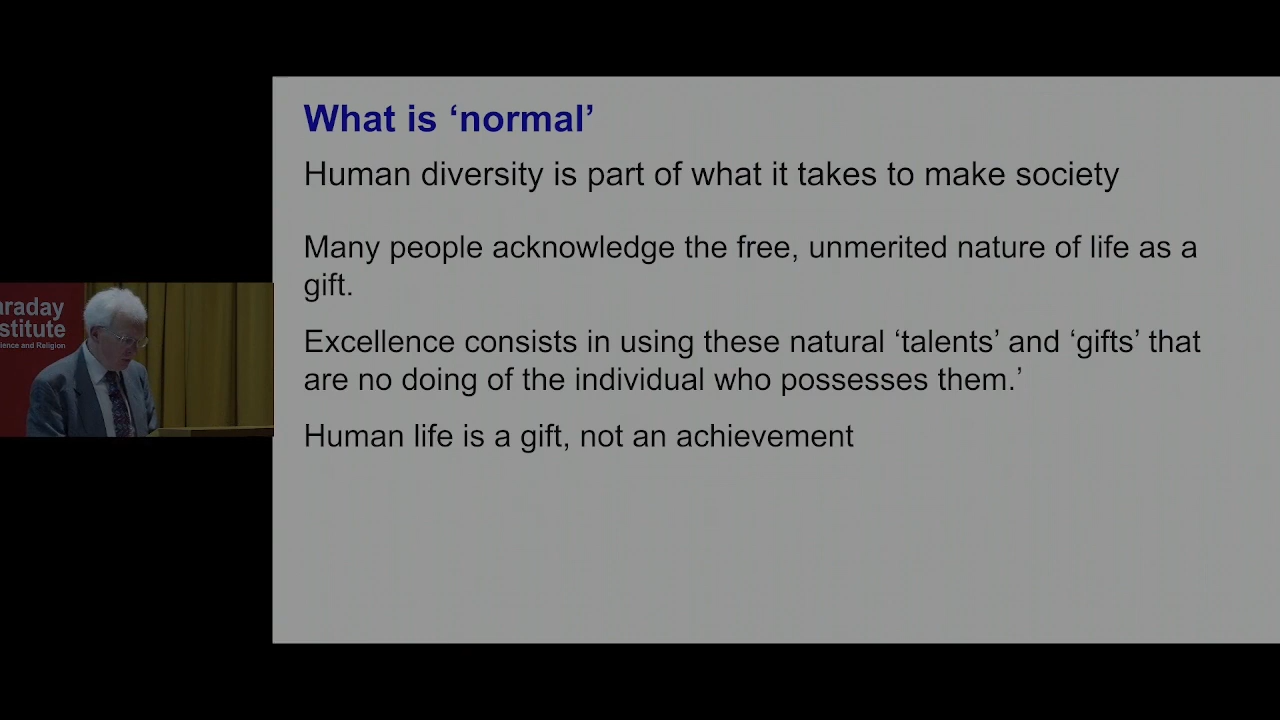 What is ‘normal’
Human diversity is part of what it takes to make society
Many people acknowledge the free, unmerited nature of life as a
gift.
Excellence consists in using these natural ‘talents’ and ‘gifts’ that
are no doing of the individual who possesses them.’
Human life is a gift, not an achievement
araday
stitute
ience and Religion